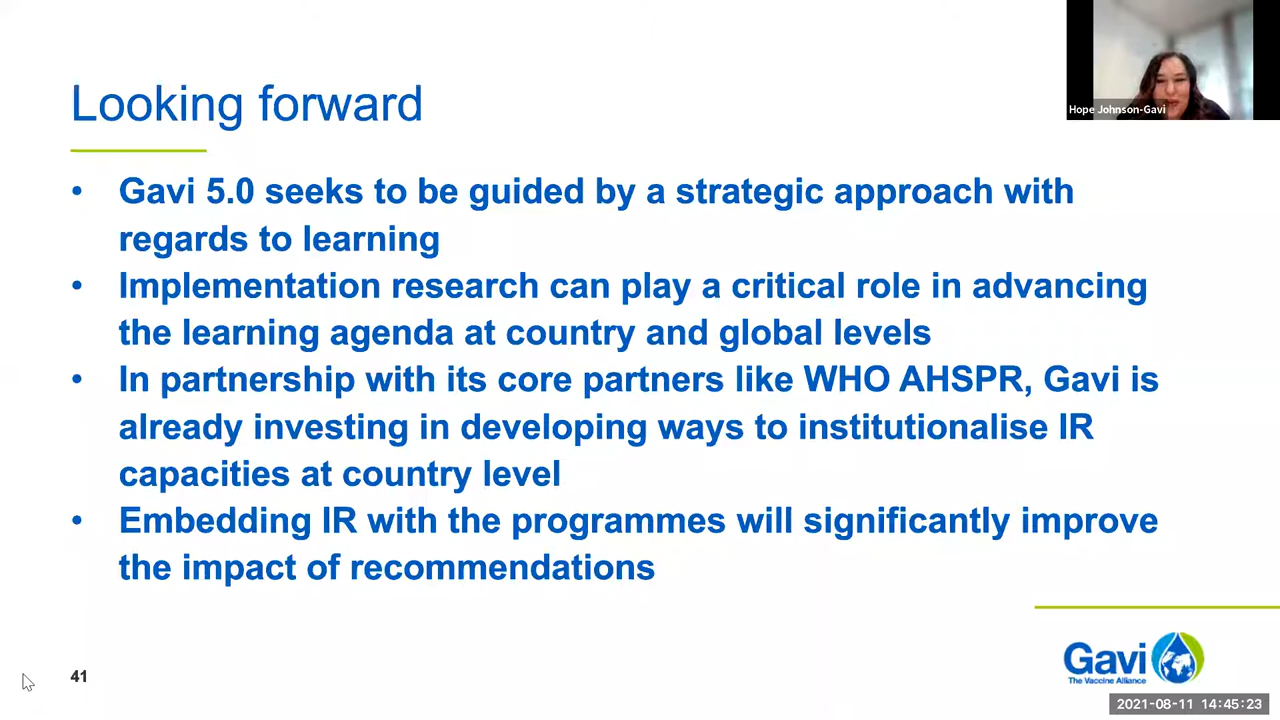 Hope Johnson-Gavi
Looking forward
• Gavi 5.0 seeks to be guided by a strategic approach with
regards to learning
• Implementation research can play a critical role in advancing
the learning agenda at country and global levels
• In partnership with its core partners like WHO AHSPR, Gavi is
already investing in developing ways to institutionalise IR
capacities at country level
• Embedding IR with the programmes will significantly improve
the impact of recommendations
41
Gavi
The Vaccine Alliance
2021-08-11 14:45:23